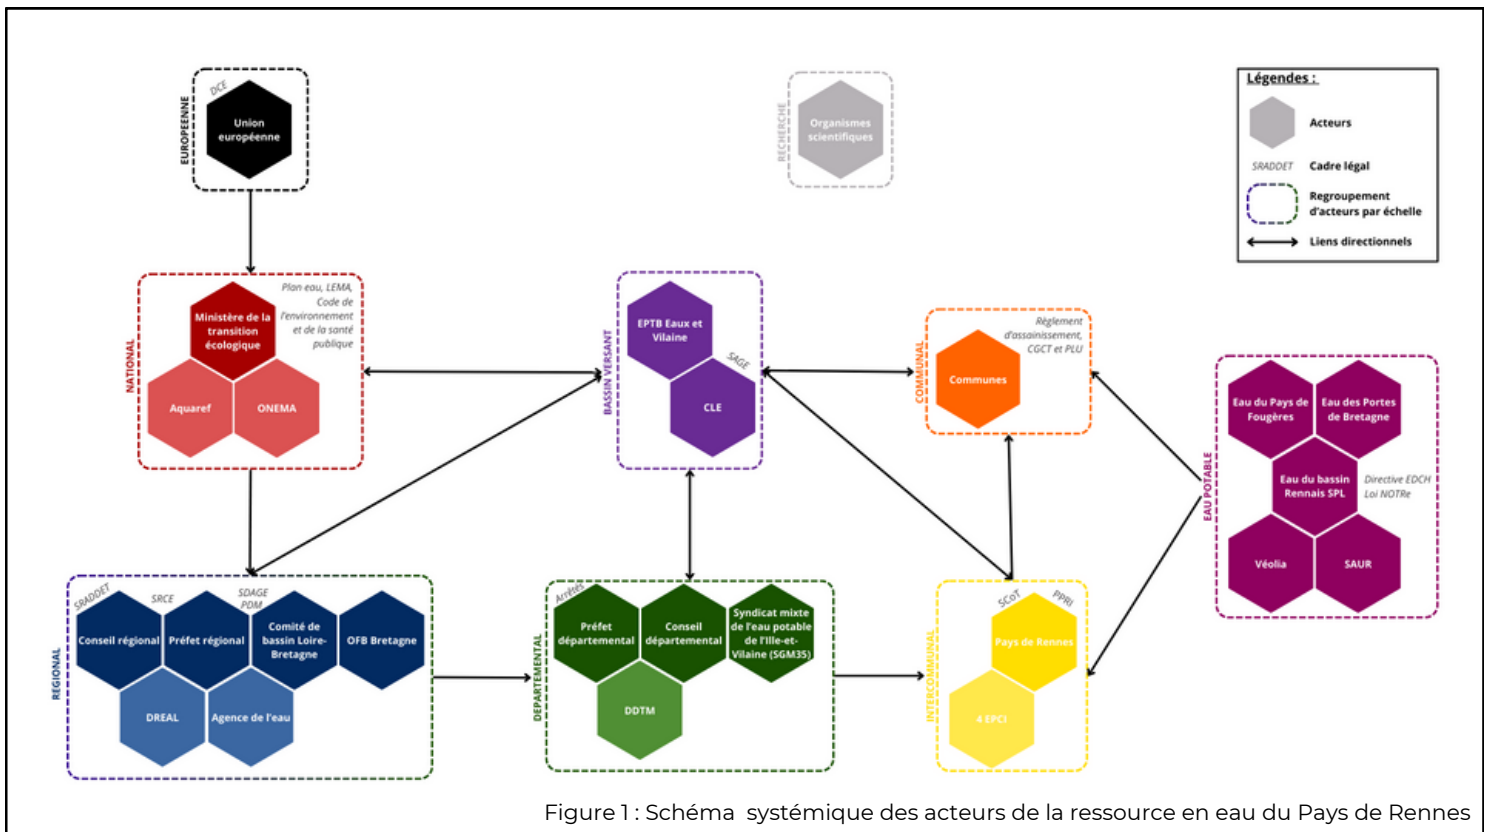 EUROPEENNE
DCE
Union
européenne
RECHERCHE
Organismes
scientifiques
Légendes :
Acteurs
SRADDET
Cadre légal
Regroupement
d'acteurs par échelle
Liens directionnels
NATIONAL
Ministère de la
transition
écologique
Plan eau, LEMA,
Code de
l'environnement
et de la santé
publique
Aquaref
ONEMA
BASSIN VERSANT
EPTB Eaux et
Vilaine
SAGE
CLE
COMMUNAL
Règlement
d'assainissement,
CGCT et PLU
Communes
EAU POTABLE
Eau du Pays de
Fougères
Eau des Portes
de Bretagne
Eau du bassin
Rennais SPL
Directive EDCH
Loi NOTRe
Véolia
SAUR
REGIONAL
SRADDET
Conseil régional
SRCE
Préfet régional
SDAGE
PDM
Comité de
bassin Loire-
Bretagne
OFB Bretagne
DREAL
Agence de l'eau
DEPARTEMENTAL
Arrêtés
Préfet
départemental
Conseil
départemental
Syndicat mixte
de l'eau potable
de l'Ille-et-
Vilaine (SGM35)
DDTM
INTERCOMMUNAL
SCoT
PPRI
Pays de Rennes
4 EPCI
Figure 1 : Schéma systémique des acteurs de la ressource en eau du Pays de Rennes